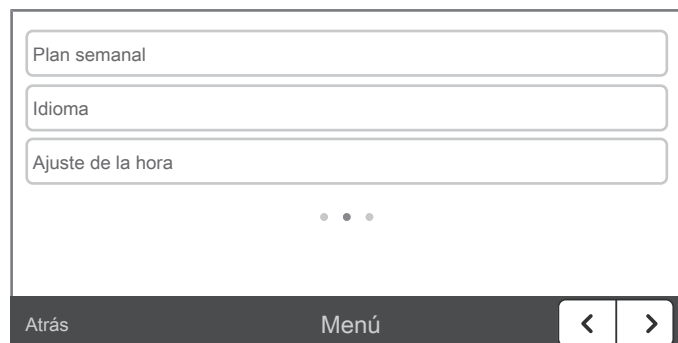 Plan semanal
Idioma
Ajuste de la hora
Atrás
Menú